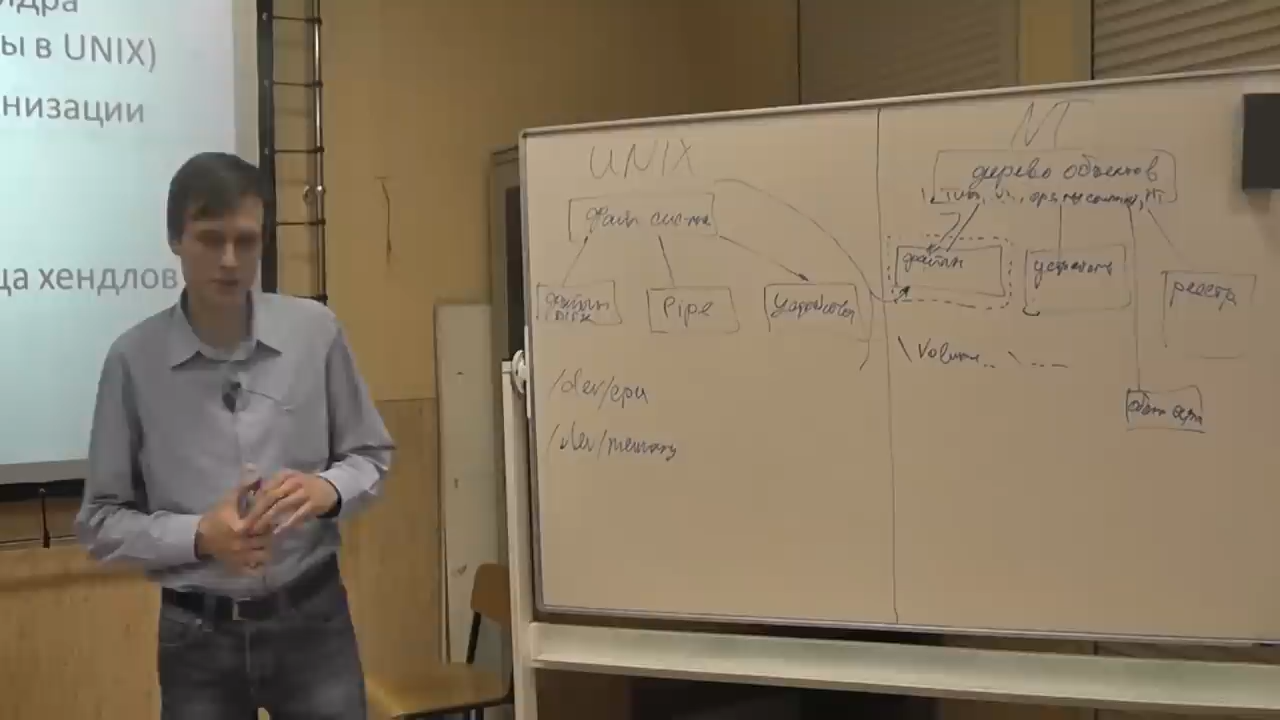 ядра
ы в UNIX)
низации
ца хендлов
UNIX
файл система
файлы
Pipe
Устройства
/dev/cpu
/dev/memory
NT
дерево объектов
файлы
устройств
реестр
\Volume..\---